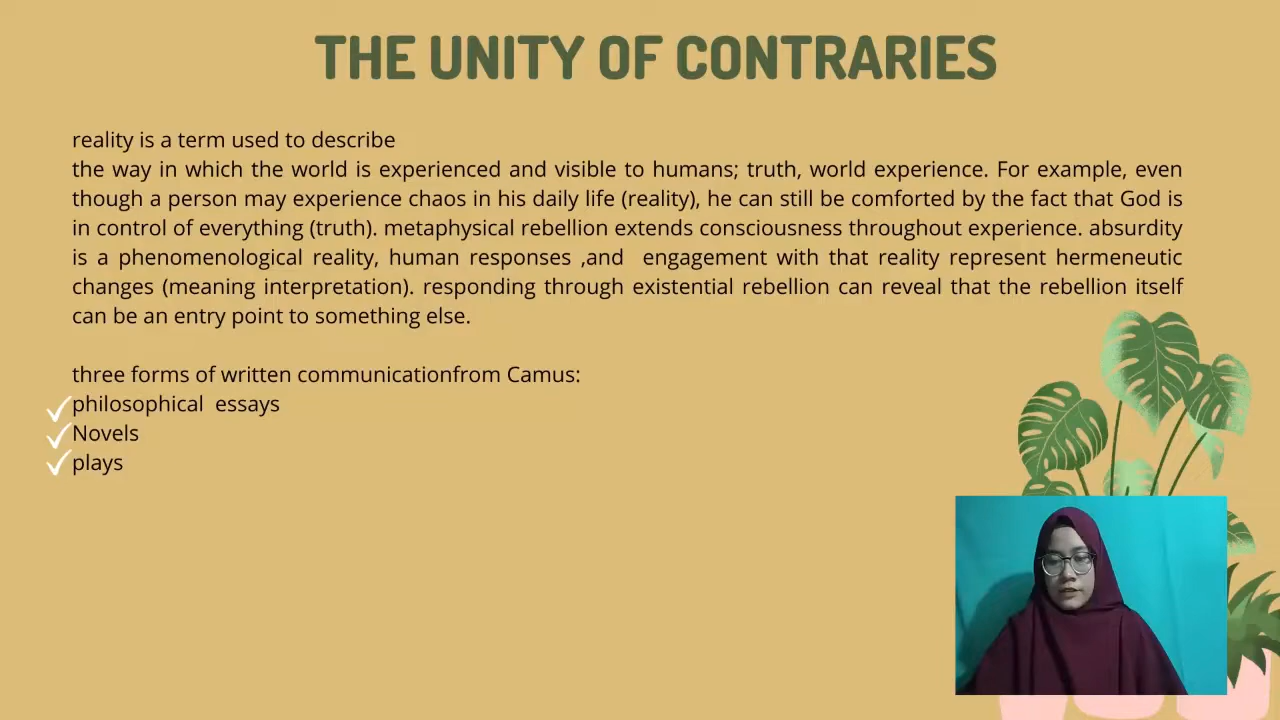 THE UNITY OF CONTRARIES
reality is a term used to describe
the way in which the world is experienced and visible to humans; truth, world experience. For example, even
though a person may experience chaos in his daily life (reality), he can still be comforted by the fact that God is
in control of everything (truth). metaphysical rebellion extends consciousness throughout experience. absurdity
is a phenomenological reality, human responses ,and engagement with that reality represent hermeneutic
changes (meaning interpretation). responding through existential rebellion can reveal that the rebellion itself
can be an entry point to something else.
three forms of written communicationfrom Camus:
philosophical essays
Novels
plays